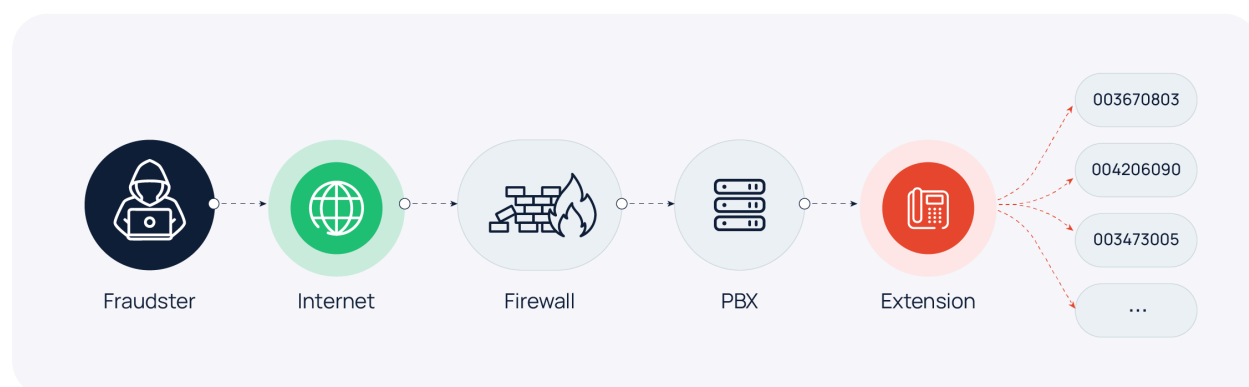 Fraudster
Internet
Firewall
PBX
Extension
003670803
004206090
003473005
...